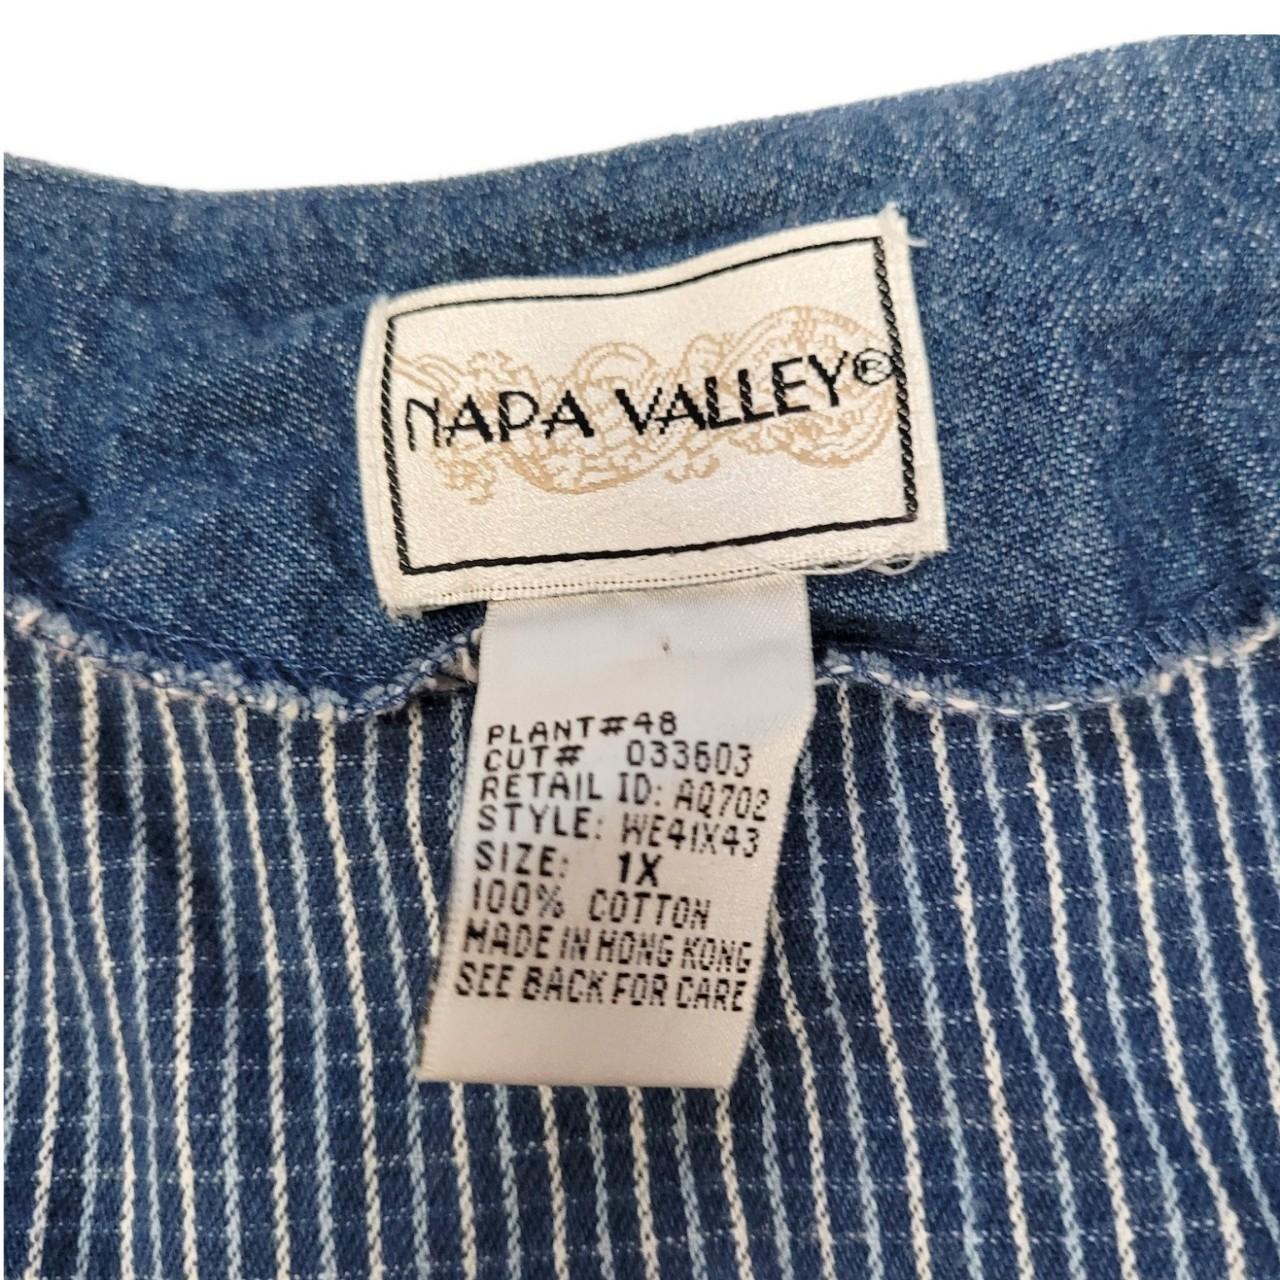 NAPA VALLEY®
PLANT#48
CUT# 033603
RETAIL ID: AQ702
STYLE: WE41X43
SIZE: 1X
100% COTTON
MADE IN HONG KONG
SEE BACK FOR CARE